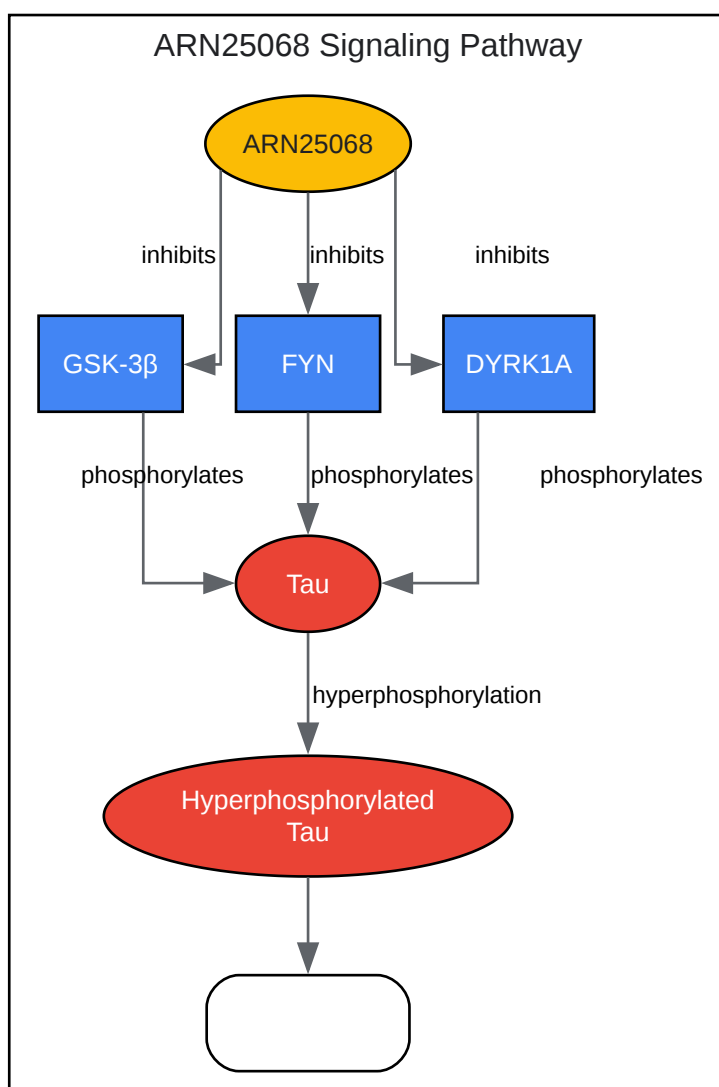 ARN25068 Signaling Pathway
ARN25068
inhibits
inhibits
inhibits
GSK-3β
FYN
DYRK1A
phosphorylates
phosphorylates
phosphorylates
Tau
hyperphosphorylation
Hyperphosphorylated
Tau